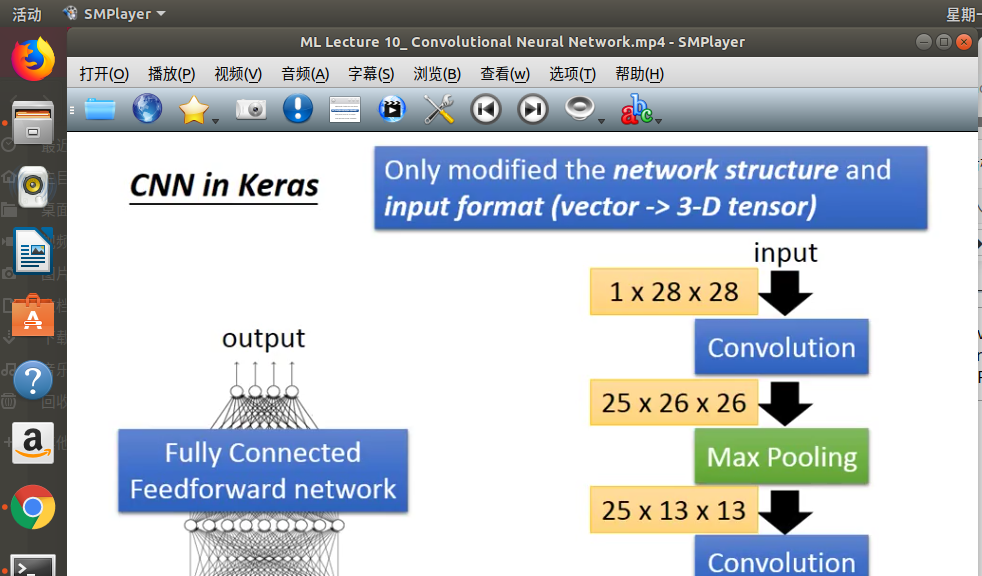 活动
SMPlayer
星期一
ML Lecture 10_ Convolutional Neural Network.mp4 - SMPlayer
打开(O) 播放(P) 视频(V) 音频(A) 字幕(S) 浏览(B) 查看(w) 选项(T) 帮助(H)
abc
CNN in Keras
Only modified the network structure and
input format (vector -> 3-D tensor)
input
1 x 28 x 28
Convolution
25 x 26 x 26
Max Pooling
25 x 13 x 13
Convolution
output
Fully Connected
Feedforward network